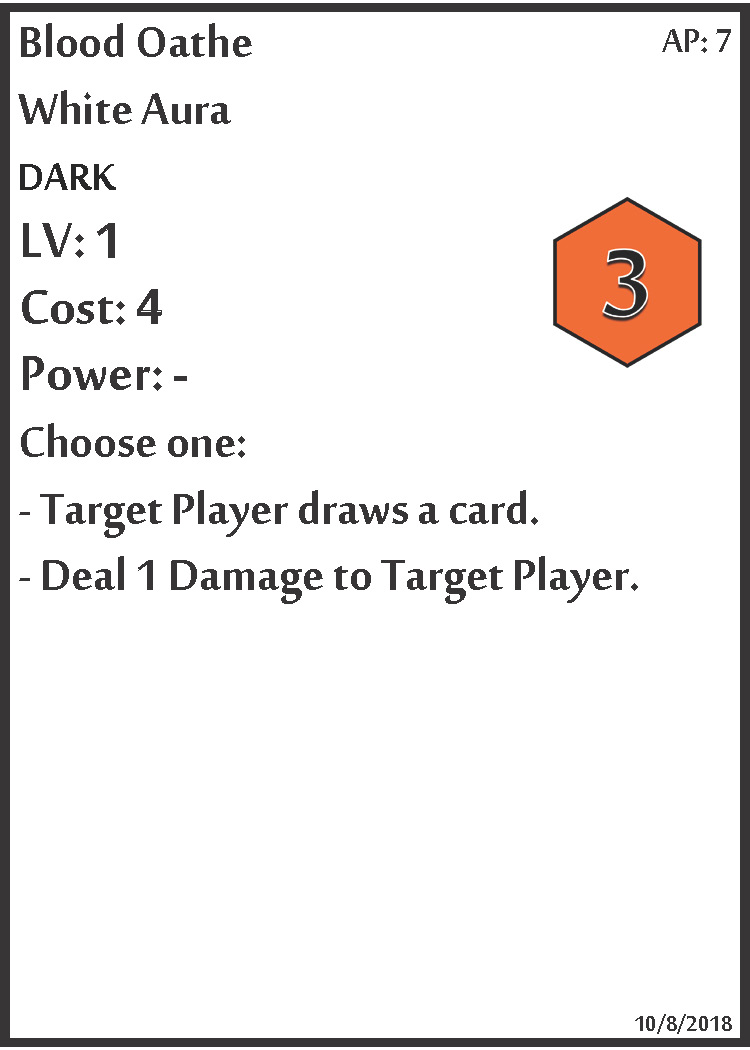 Blood Oathe
AP: 7
White Aura
DARK
LV: 1
3
Cost: 4
Power: -
Choose one:
- Target Player draws a card.
- Deal 1 Damage to Target Player.
10/8/2018